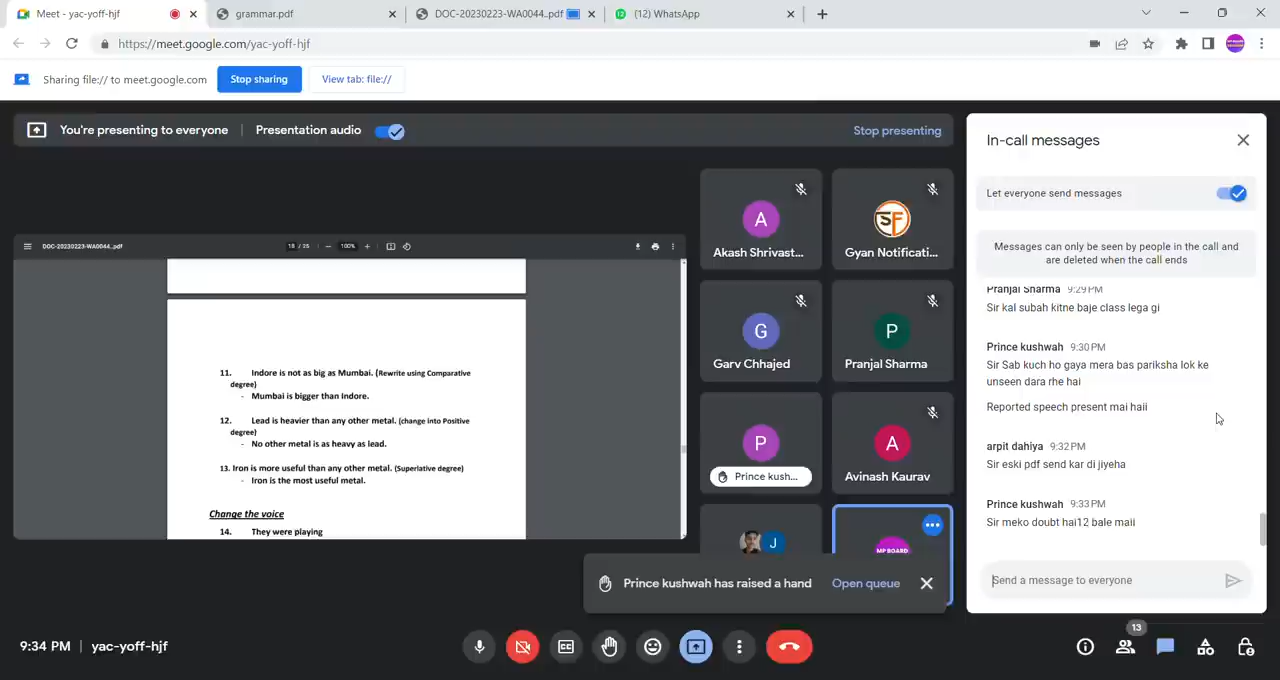 Meet - yac-yoff-hjf
grammar.pdf
DOC-20230223-WA0044_.pdf
(12) WhatsApp
https://meet.google.com/yac-yoff-hjf
MP BOARD
Sharing file:// to meet.google.com
Stop sharing
View tab: file://
You're presenting to everyone
Presentation audio
Stop presenting
DOC-20230223-WA0044_.pdf
18 / 25
100%
11. Indore is not as big as Mumbai. (Rewrite using Comparative
degree)
- Mumbai is bigger than Indore.
12. Lead is heavier than any other metal. (change into Positive
degree)
- No other metal is as heavy as lead.
13. Iron is more useful than any other metal. (Superlative degree)
- Iron is the most useful metal.
Change the voice
14. They were playing
A
Akash Shrivast...
SF
Gyan Notificati...
G
Garv Chhajed
P
Pranjal Sharma
P
Prince kush...
A
Avinash Kaurav
J
MP BOARD
Prince kushwah has raised a hand
Open queue
In-call messages
Let everyone send messages
Messages can only be seen by people in the call and
are deleted when the call ends
Pranjal Sharma 9:29 PM
Sir kal subah kitne baje class lega gi
Prince kushwah 9:30 PM
Sir Sab kuch ho gaya mera bas pariksha lok ke
unseen dara rhe hai
Reported speech present mai haii
arpit dahiya 9:32 PM
Sir eski pdf send kar di jiyeha
Prince kushwah 9:33 PM
Sir meko doubt hai12 bale maii
Send a message to everyone
9:34 PM | yac-yoff-hjf
13